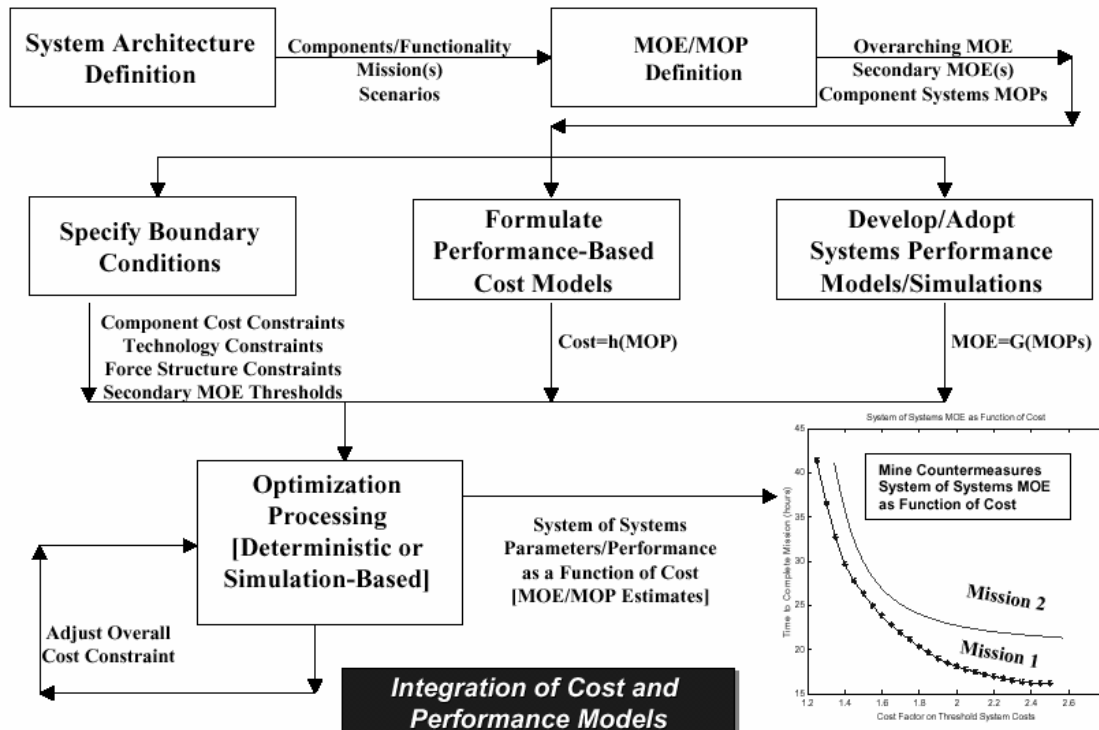 System Architecture
Definition
Components/Functionality
Mission(s)
Scenarios
MOE/MOP
Definition
Overarching MOE
Secondary MOE(s)
Component Systems MOPs
Specify Boundary
Conditions
Formulate
Performance-Based
Cost Models
Develop/Adopt
Systems Performance
Models/Simulations
Component Cost Constraints
Technology Constraints
Force Structure Constraints
Secondary MOE Thresholds
Cost=h(MOP)
MOE=G(MOPs)
Optimization
Processing
[Deterministic or
Simulation-Based]
Adjust Overall
Cost Constraint
System of Systems
Parameters/Performance
as a Function of Cost
[MOE/MOP Estimates]
System of Systems MOE as Function of Cost
Mine Countermeasures
System of Systems MOE
as Function of Cost
Time to Complete Mission (hours)
45
40
35
30
25
20
15
Mission 2
Mission 1
1.2 1.4 1.6 1.8 2 2.2 2.4 2.6
Cost Factor on Threshold System Costs
Integration of Cost and
Performance Models